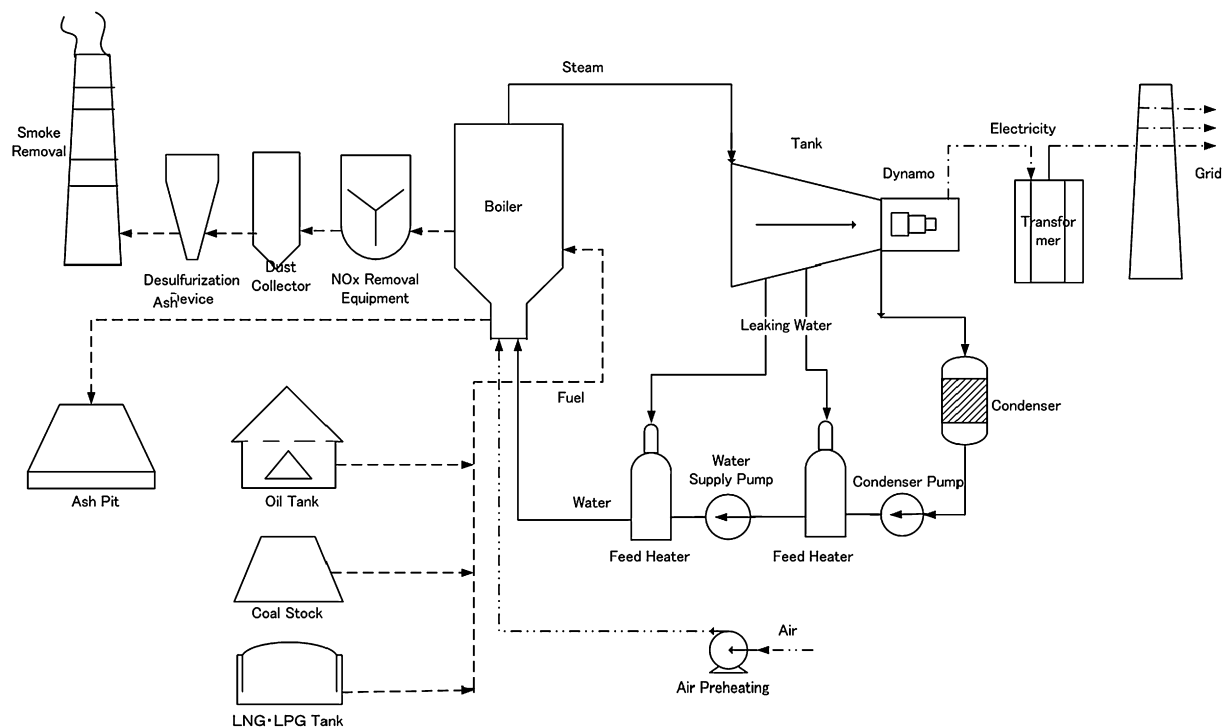 Steam
Smoke
Removal
Tank
Electricity
Dynamo
Grid
Boiler
Transfor
mer
Desulfurization
Device
Dust
Collector
NOx Removal
Equipment
Ash
Leaking Water
Fuel
Condenser
Ash Pit
Oil Tank
Water
Water
Supply Pump
Condenser Pump
Feed Heater
Feed Heater
Coal Stock
Air
Air Preheating
LNG・LPG Tank